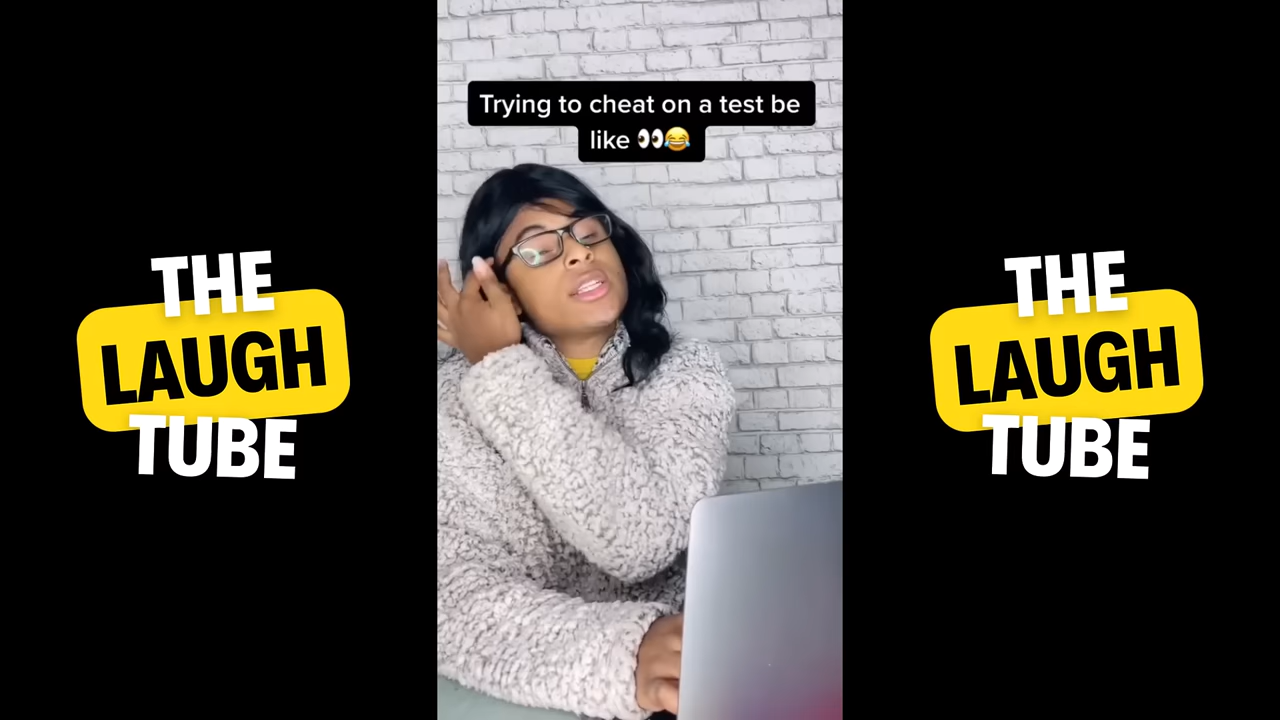 Trying to cheat on a test be
like 👀😂
THE
LAUGH
TUBE
THE
LAUGH
TUBE